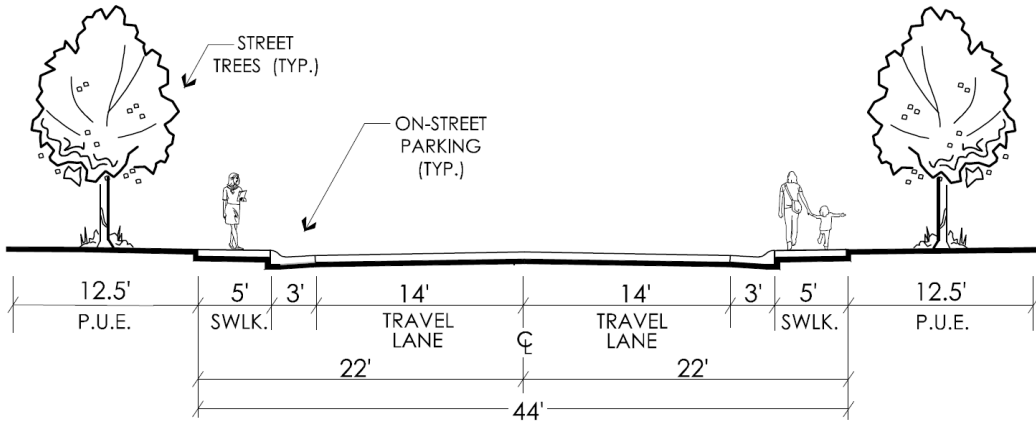 STREET
TREES (TYP.)
ON-STREET
PARKING
(TYP.)
12.5' 5' 3' 14' 14' 3' 5' 12.5'
P.U.E. SWLK. TRAVEL TRAVEL SWLK. P.U.E.
LANE ℄ LANE
22' 22'
44'